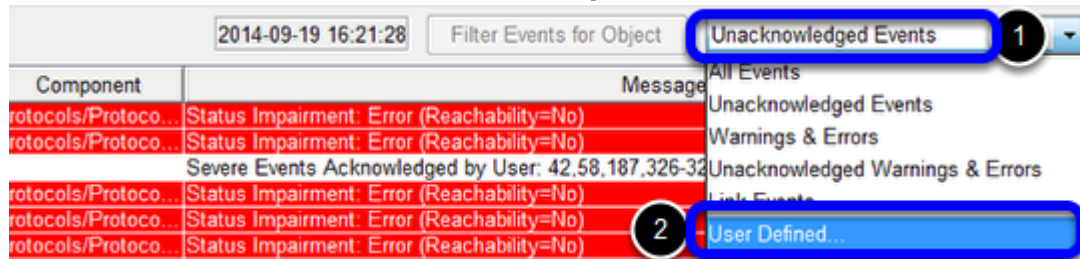 2014-09-19 16:21:28 Filter Events for Object Unacknowledged Events 1
Component Message All Events
Unacknowledged Events
rotocols/Protoco... Status Impairment: Error (Reachability=No)
Warnings & Errors
rotocols/Protoco... Status Impairment: Error (Reachability=No)
Severe Events Acknowledged by User: 42,58,187,326-32 Unacknowledged Warnings & Errors
rotocols/Protoco... Status Impairment: Error (Reachability=No) Link Events
rotocols/Protoco... Status Impairment: Error (Reachability=No) 2 User Defined...
rotocols/Protoco... Status Impairment: Error (Reachability=No)